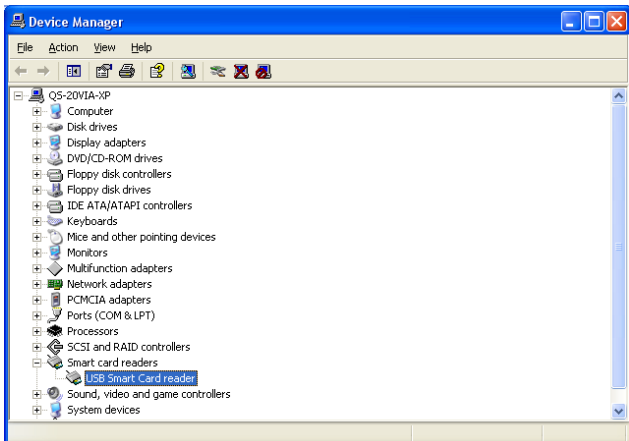 Device Manager
File Action View Help
QS-20VIA-XP
Computer
Disk drives
Display adapters
DVD/CD-ROM drives
Floppy disk controllers
Floppy disk drives
IDE ATA/ATAPI controllers
Keyboards
Mice and other pointing devices
Monitors
Multifunction adapters
Network adapters
PCMCIA adapters
Ports (COM & LPT)
Processors
SCSI and RAID controllers
Smart card readers
USB Smart Card reader
Sound, video and game controllers
System devices